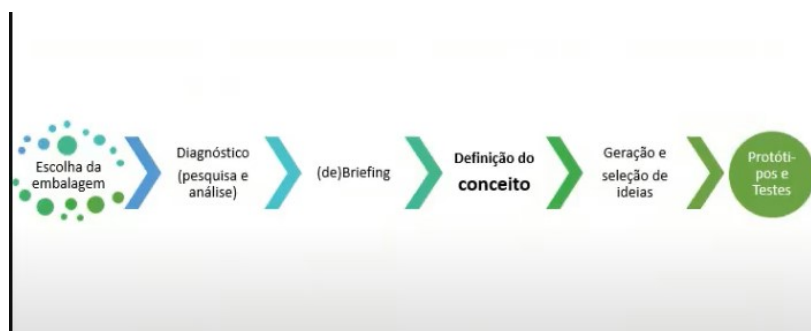 Escolha da
embalagem
Diagnóstico
(pesquisa e
análise)
(de)Briefing
Definição do
conceito
Geração e
seleção de
ideias
Protóti-
pos e
Testes